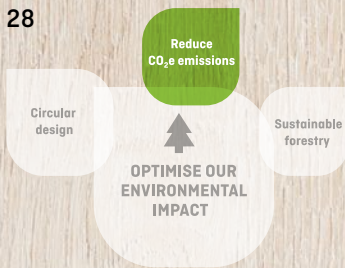 28
Reduce
CO₂e emissions
Circular
design
Sustainable
forestry
OPTIMISE OUR
ENVIRONMENTAL
IMPACT